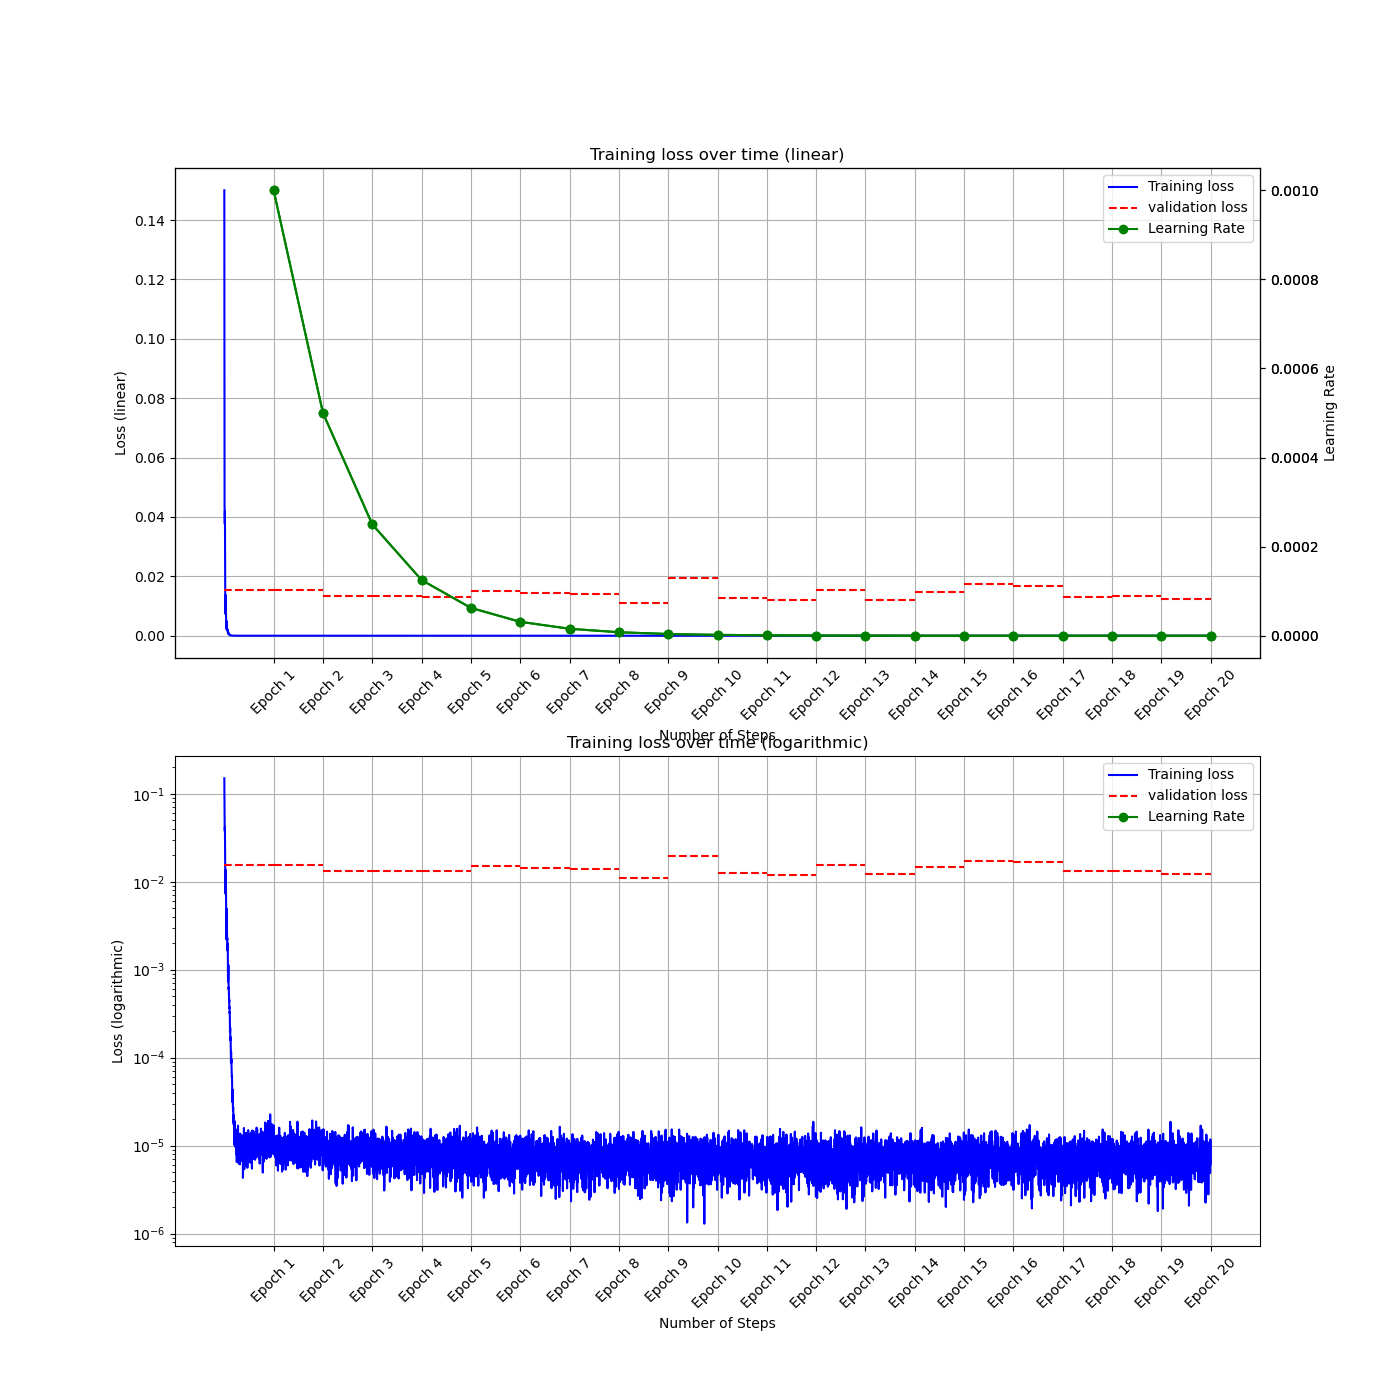 Training loss over time (linear)
Training loss
validation loss
Learning Rate
0.14
0.12
0.10
0.08
0.06
0.04
0.02
0.00
Loss (linear)
0.0010
0.0008
0.0006
0.0004
0.0002
0.0000
Learning Rate
Epoch 1
Epoch 2
Epoch 3
Epoch 4
Epoch 5
Epoch 6
Epoch 7
Epoch 8
Epoch 9
Epoch 10
Epoch 11
Epoch 12
Epoch 13
Epoch 14
Epoch 15
Epoch 16
Epoch 17
Epoch 18
Epoch 19
Epoch 20
Number of Steps
Training loss over time (logarithmic)
Training loss
validation loss
Learning Rate
10⁻¹
10⁻²
10⁻³
10⁻⁴
10⁻⁵
10⁻⁶
Loss (logarithmic)
Epoch 1
Epoch 2
Epoch 3
Epoch 4
Epoch 5
Epoch 6
Epoch 7
Epoch 8
Epoch 9
Epoch 10
Epoch 11
Epoch 12
Epoch 13
Epoch 14
Epoch 15
Epoch 16
Epoch 17
Epoch 18
Epoch 19
Epoch 20
Number of Steps